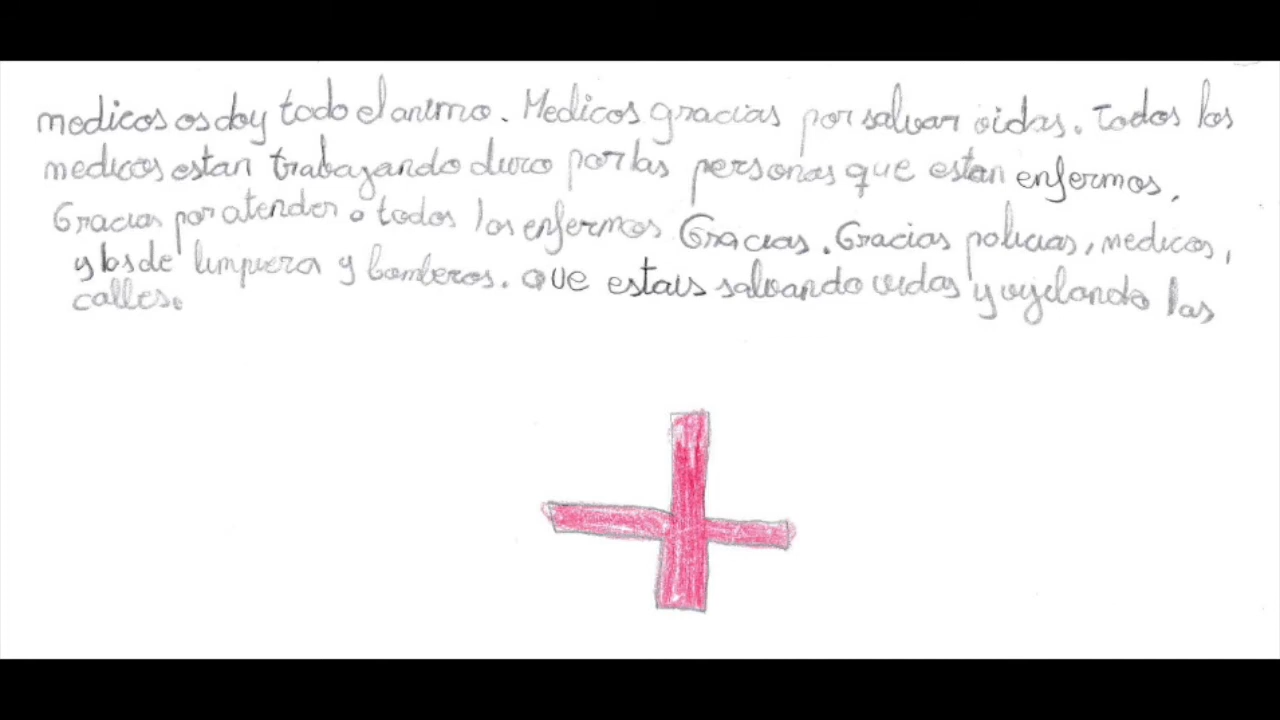 medicos os doy todo el animo. Medicos gracias por salvar vidas. Todos los
medicos estan trabajando duro por las personas que estan enfermos.
Gracias por atender a todos los enfermos Gracias. Gracias policias, medicos,
y los de limpieza y bomberos. que estais salvando vidas y vigilando las
calles.